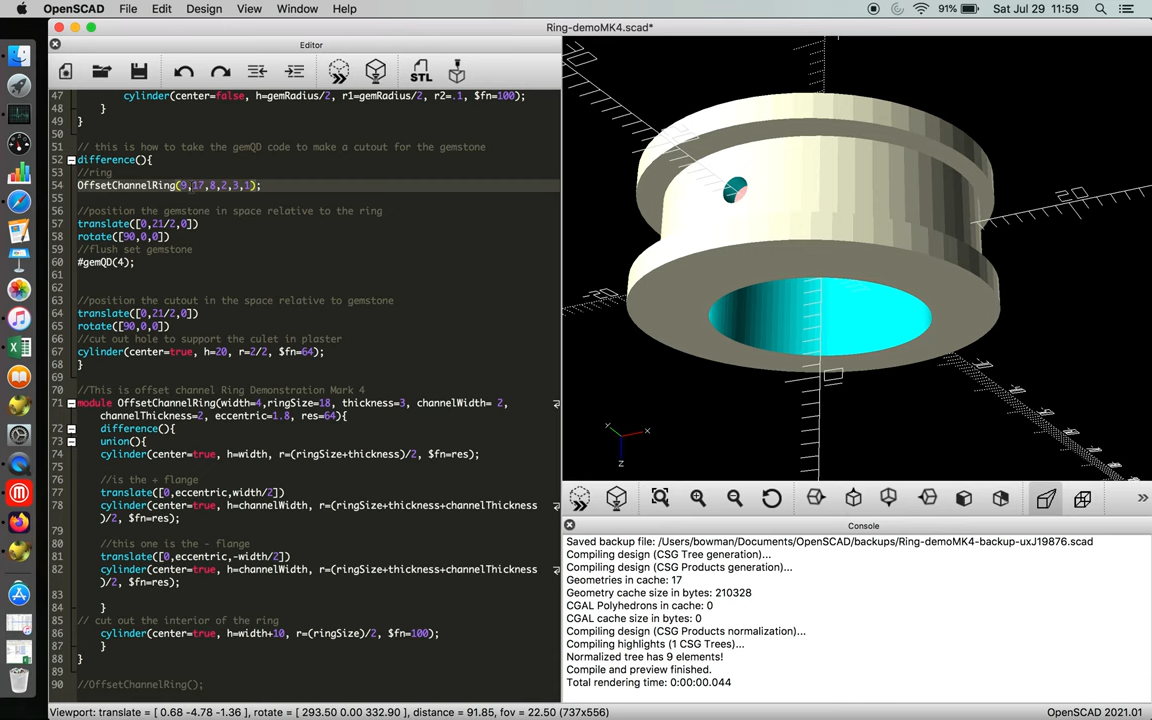 OpenSCAD File Edit Design View Window Help 91% Sat Jul 29 11:59
Ring-demoMK4.scad*
Editor
STL
47 cylinder(center=false, h=gemRadius/2, r1=gemRadius/2, r2=.1, $fn=100);
48 }
49 }
50
51 // this is how to take the gemQD code to make a cutout for the gemstone
52 difference(){
53 //ring
54 OffsetChannelRing(9,17,8,2,3,1);
55
56 //position the gemstone in space relative to the ring
57 translate([0,21/2,0])
58 rotate([90,0,0])
59 //flush set gemstone
60 #gemQD(4);
61
62
63 //position the cutout in the space relative to gemstone
64 translate([0,21/2,0])
65 rotate([90,0,0])
66 //cut out hole to support the culet in plaster
67 cylinder(center=true, h=20, r=2/2, $fn=64);
68 }
69
70 //This is offset channel Ring Demonstration Mark 4
71 module OffsetChannelRing(width=4,ringSize=18, thickness=3, channelWidth= 2,
channelThickness=2, eccentric=1.8, res=64){
72 difference(){
73 union(){
74 cylinder(center=true, h=width, r=(ringSize+thickness)/2, $fn=res);
75
76 //is the + flange
77 translate([0,eccentric,width/2])
78 cylinder(center=true, h=channelWidth, r=(ringSize+thickness+channelThickness
)/2, $fn=res);
79
80 //this one is the - flange
81 translate([0,eccentric,-width/2])
82 cylinder(center=true, h=channelWidth, r=(ringSize+thickness+channelThickness
)/2, $fn=res);
83
84 }
85 // cut out the interior of the ring
86 cylinder(center=true, h=width+10, r=(ringSize)/2, $fn=100);
87 }
88 }
89
90 //OffsetChannelRing();
x
x
Z
Console
Saved backup file: /Users/bowman/Documents/OpenSCAD/backups/Ring-demoMK4-backup-uxJ19876.scad
Compiling design (CSG Tree generation)...
Compiling design (CSG Products generation)...
Geometries in cache: 17
Geometry cache size in bytes: 210328
CGAL Polyhedrons in cache: 0
CGAL cache size in bytes: 0
Compiling design (CSG Products normalization)...
Compiling highlights (1 CSG Trees)...
Normalized tree has 9 elements!
Compile and preview finished.
Total rendering time: 0:00:00.044
Viewport: translate = [ 0.68 -4.78 -1.36 ], rotate = [ 293.50 0.00 332.90 ], distance = 91.85, fov = 22.50 (737x556) OpenSCAD 2021.01